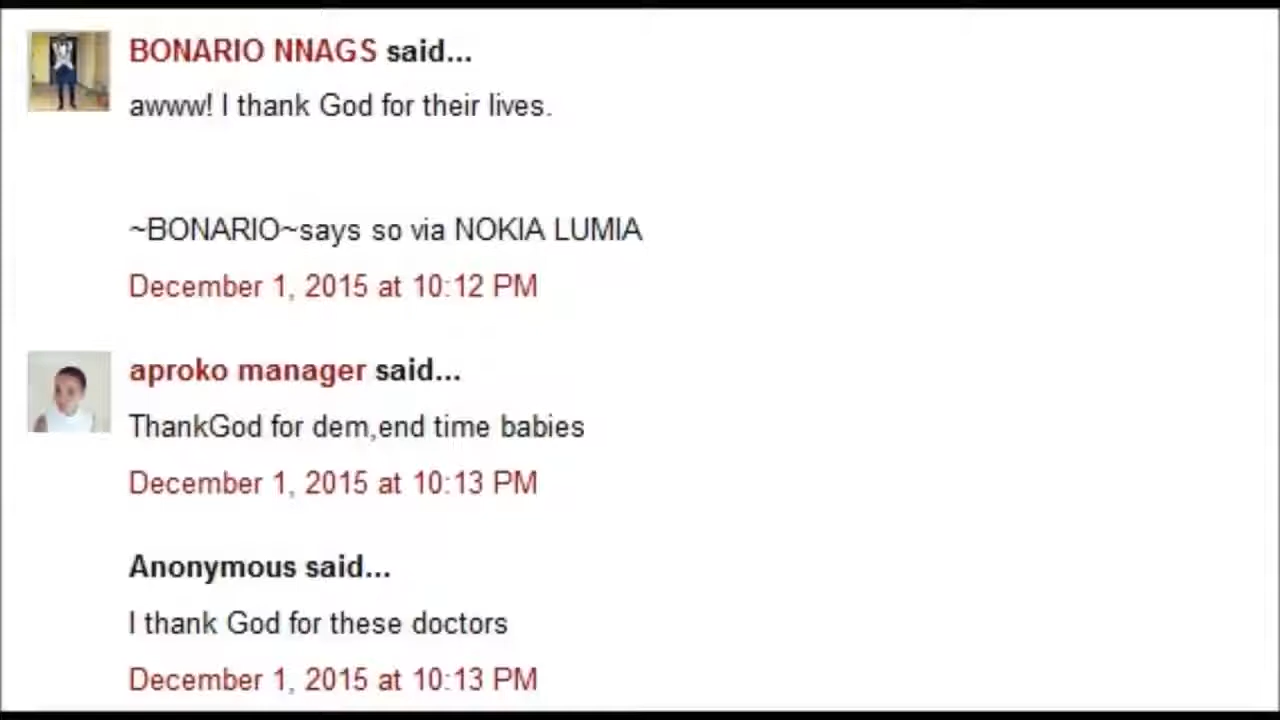 BONARIO NNAGS said...
awww! I thank God for their lives.
~BONARIO~says so via NOKIA LUMIA
December 1, 2015 at 10:12 PM
aproko manager said...
ThankGod for dem,end time babies
December 1, 2015 at 10:13 PM
Anonymous said...
I thank God for these doctors
December 1, 2015 at 10:13 PM